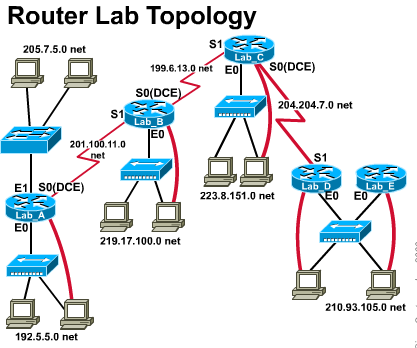 Router Lab Topology
205.7.5.0 net
199.6.13.0 net
S1
Lab_C
E0
S0(DCE)
204.204.7.0 net
S0(DCE)
S1
Lab_B
E0
201.100.11.0
net
223.8.151.0 net
S1
Lab_D
E0
Lab_E
E0
E1
S0(DCE)
Lab_A
E0
219.17.100.0 net
210.93.105.0 net
192.5.5.0 net